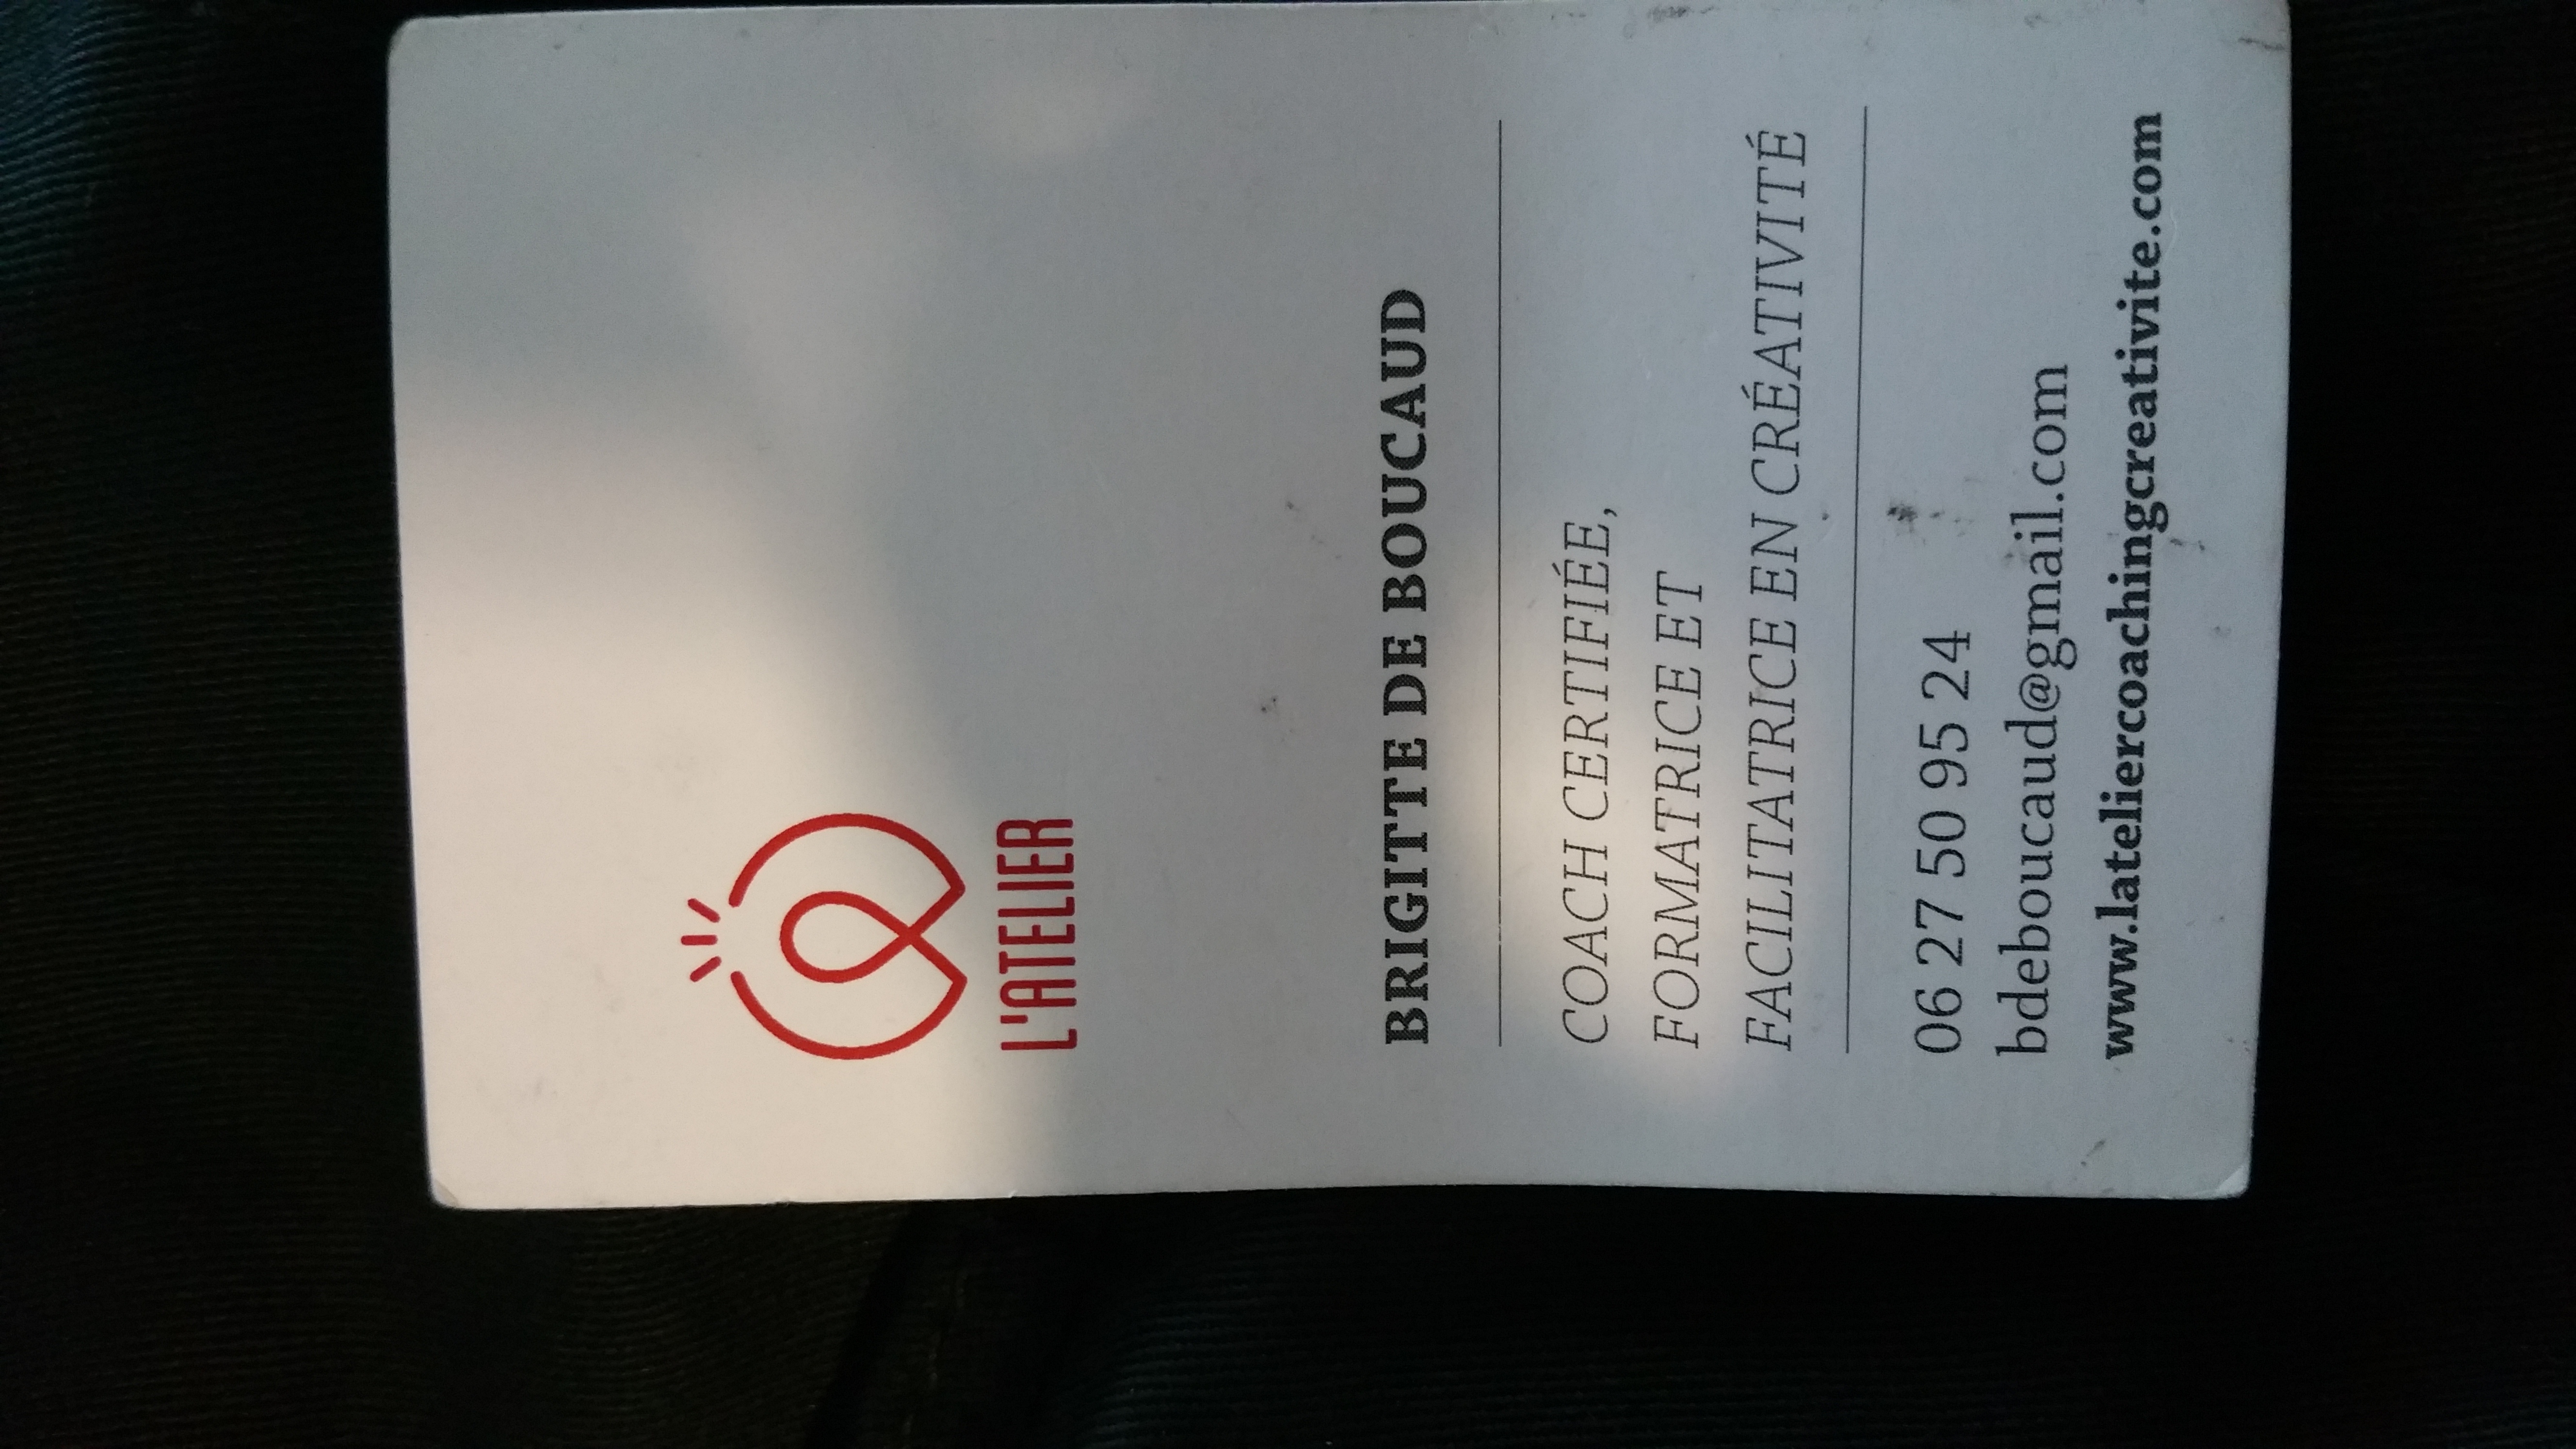 L'ATELIER
BRIGITTE DE BOUCAUD
COACH CERTIFIÉE,
FORMATRICE ET
FACILITATRICE EN CRÉATIVITÉ
06 27 50 95 24
bdeboucaud@gmail.com
www.lateliercoachingcreativite.com